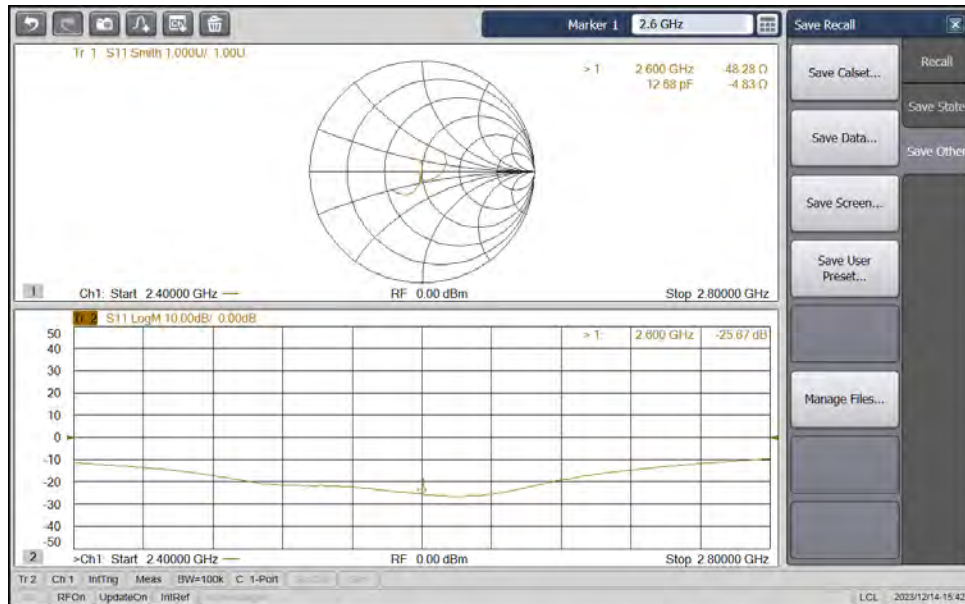 Marker 1 2.6 GHz
Save Recall
Tr 1 S11 Smith 1.000U/ 1.00U
> 1: 2.600 GHz 48.28 Ω
12.68 pF -4.83 Ω
1
Ch1: Start 2.40000 GHz
RF 0.00 dBm
Stop 2.80000 GHz
Tr 2 S11 LogM 10.00dB/ 0.00dB
> 1: 2.600 GHz -25.67 dB
50
40
30
20
10
0
-10
-20
-30
-40
-50
1
2
>Ch1: Start 2.40000 GHz
RF 0.00 dBm
Stop 2.80000 GHz
Save Calset...
Save Data...
Save Screen...
Save User
Preset...
Manage Files...
Recall
Save State
Save Other
Tr 2 Ch 1 IntTrig Meas BW=100k C 1-Port
RFOn UpdateOn IntRef
LCL 2023/12/14-15:42